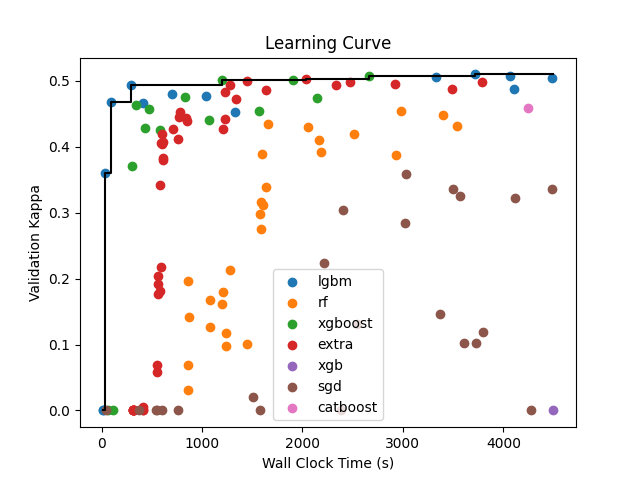 Learning Curve
Validation Kappa
0.5
0.4
0.3
0.2
0.1
0.0
lgbm
rf
xgboost
extra
xgb
sgd
catboost
0 1000 2000 3000 4000
Wall Clock Time (s)